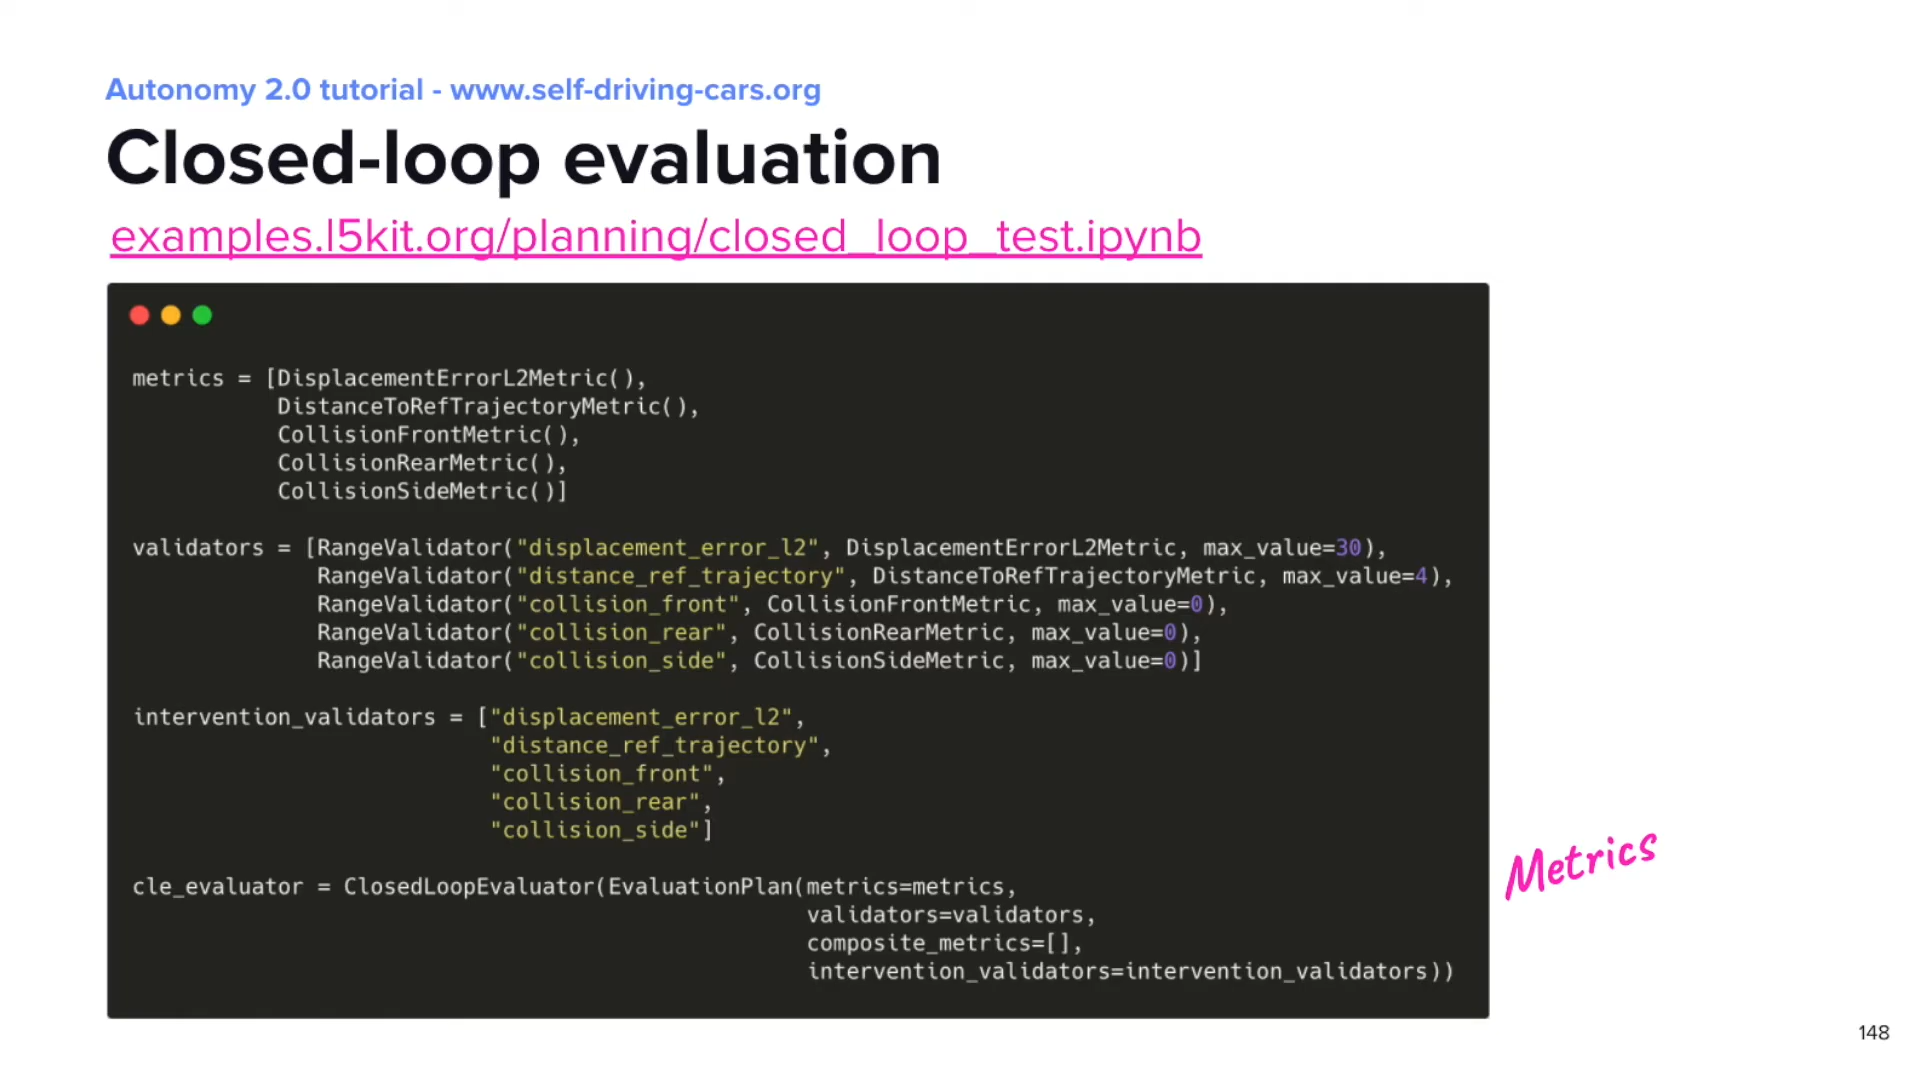 Autonomy 2.0 tutorial - www.self-driving-cars.org
Closed-loop evaluation
examples.l5kit.org/planning/closed_loop_test.ipynb
metrics = [DisplacementErrorL2Metric(),
DistanceToRefTrajectoryMetric(),
CollisionFrontMetric(),
CollisionRearMetric(),
CollisionSideMetric()]
validators = [RangeValidator("displacement_error_l2", DisplacementErrorL2Metric, max_value=30),
RangeValidator("distance_ref_trajectory", DistanceToRefTrajectoryMetric, max_value=4),
RangeValidator("collision_front", CollisionFrontMetric, max_value=0),
RangeValidator("collision_rear", CollisionRearMetric, max_value=0),
RangeValidator("collision_side", CollisionSideMetric, max_value=0)]
intervention_validators = ["displacement_error_l2",
"distance_ref_trajectory",
"collision_front",
"collision_rear",
"collision_side"]
cle_evaluator = ClosedLoopEvaluator(EvaluationPlan(metrics=metrics,
validators=validators,
composite_metrics=[],
intervention_validators=intervention_validators))
Metrics
148